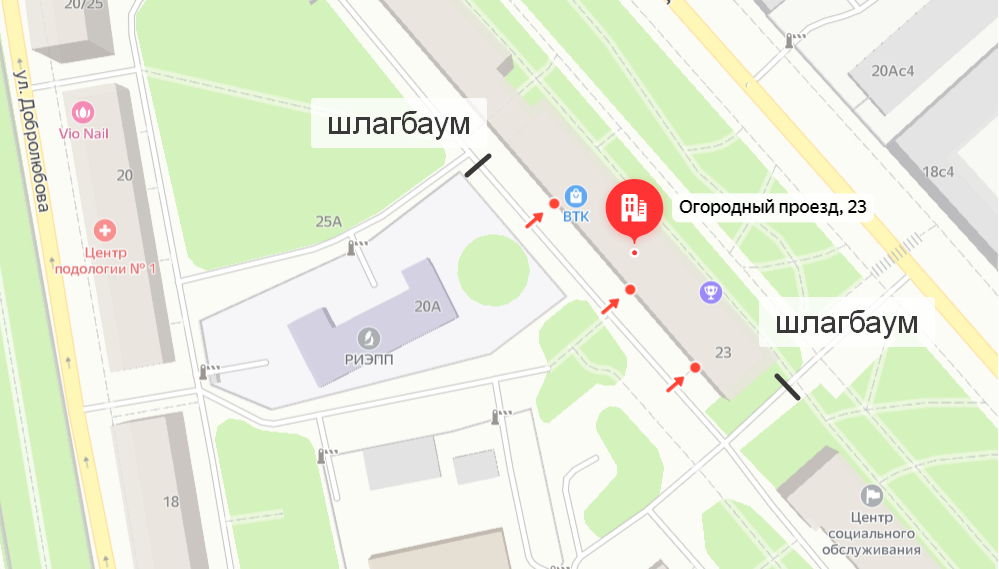 20/25
20Ас4
шлагбаум
Vio Nail
ул. Добролюбова
20
18с4
ВТК
Огородный проезд, 23
25А
Центр
подологии № 1
20А
шлагбаум
РИЭПП
23
18
Центр
социального
обслуживания